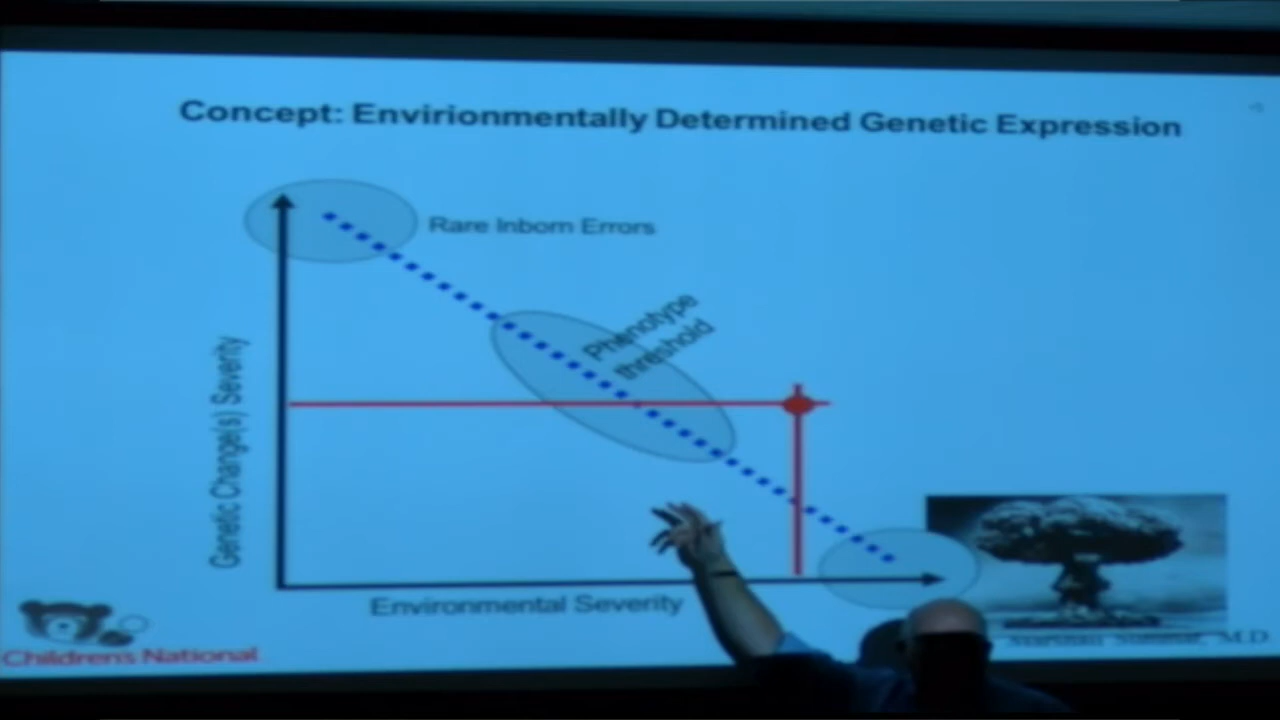 Concept: Envirionmentally Determined Genetic Expression
Rare Inborn Errors
Phenotype
threshold
Genetic Change(s) Severity
Environmental Severity
Children's National
M.D